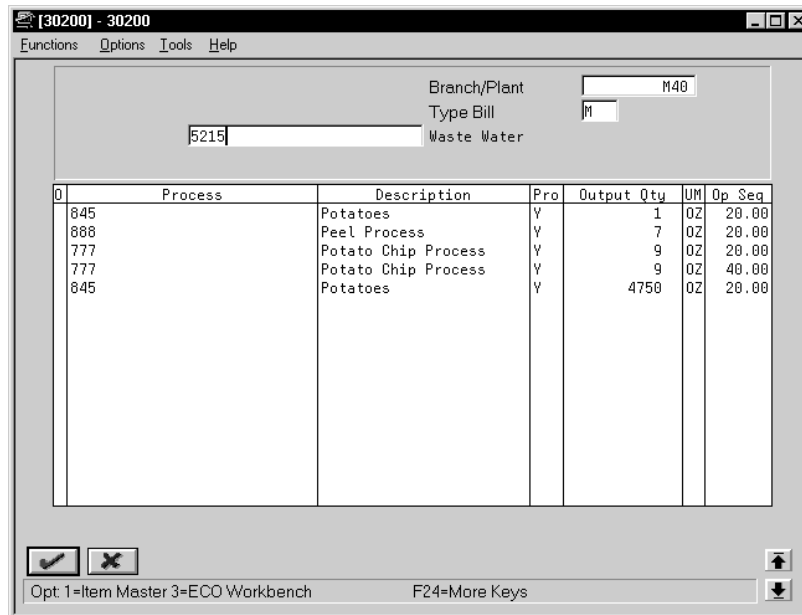 [30200] - 30200
Functions Options Tools Help
Branch/Plant M40
Type Bill M
5215 Waste Water
O Process Description Pro Output Qty UM Op Seq
845 Potatoes Y 1 OZ 20.00
888 Peel Process Y 7 OZ 20.00
777 Potato Chip Process Y 9 OZ 20.00
777 Potato Chip Process Y 9 OZ 40.00
845 Potatoes Y 4750 OZ 20.00
Opt: 1=Item Master 3=ECO Workbench F24=More Keys